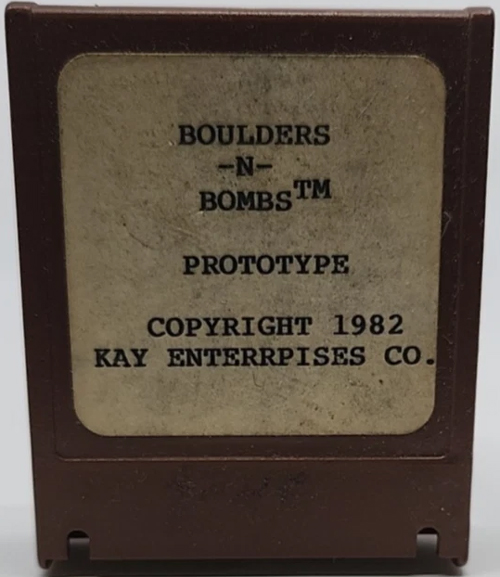 BOULDERS
-N-
BOMBS™
PROTOTYPE
COPYRIGHT 1982
KAY ENTERRPISES CO.